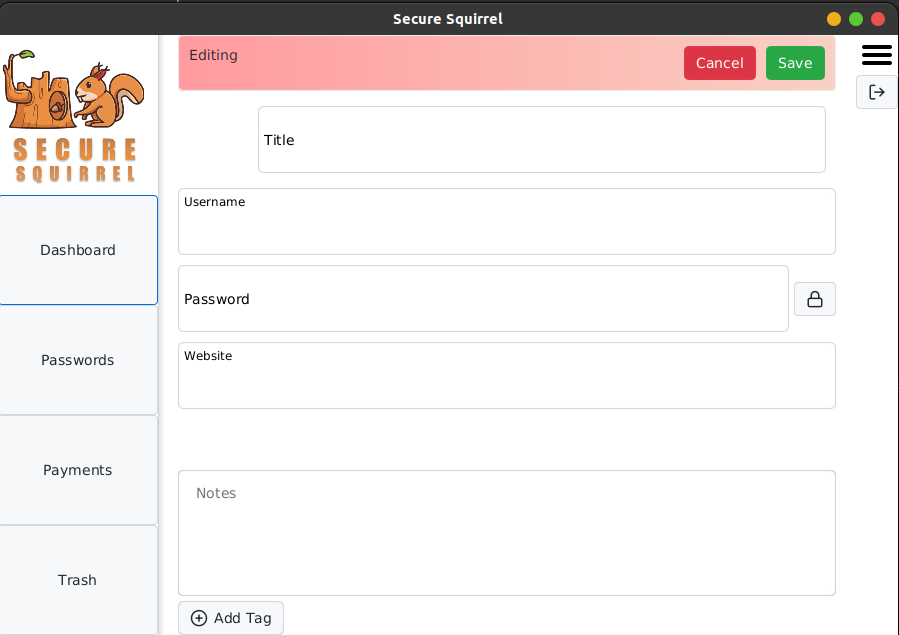 Secure Squirrel
SECURE
SQUIRREL
Dashboard
Passwords
Payments
Trash
Editing
Cancel
Save
Title
Username
Password
Website
Notes
Add Tag